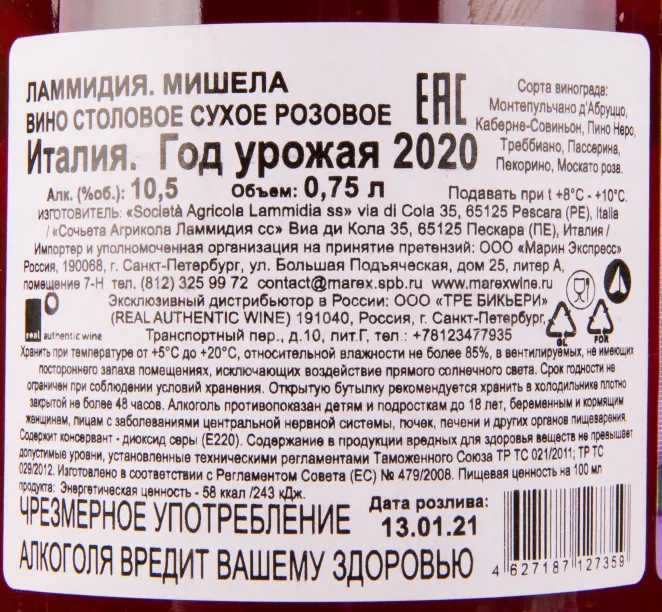 ЛАММИДИЯ. МИШЕЛА
ВИНО СТОЛОВОЕ СУХОЕ РОЗОВОЕ
Италия. Год урожая 2020
EAC
Сорта винограда:
Монтепульчано д'Абруццо,
Каберне-Совиньон, Пино Неро,
Треббиано, Пассерина,
Пекорино, Москато роза.
Алк. (%об.): 10,5 Объем: 0,75 л
Подавать при t +8°C - +10°C.
ИЗГОТОВИТЕЛЬ: «Società Agricola Lammidia ss» via di Cola 35, 65125 Pescara (PE), Italia
/ «Сочьета Агрикола Ламмидия сс» Виа ди Кола 35, 65125 Пескара (ПЕ), Италия /
Импортер и уполномоченная организация на принятие претензий: ООО «Марин Экспресс»
Россия, 190068, г. Санкт-Петербург, ул. Большая Подъяческая, дом 25, литер А,
помещение 7-Н тел. (812) 325 99 72 contact@marex.spb.ru www.marexwine.ru
Эксклюзивный дистрибьютор в России: ООО «ТРЕ БИКЬЕРИ»
(REAL AUTHENTIC WINE) 191040, Россия, г. Санкт-Петербург,
Транспортный пер., д.10, лит.Г, тел.: +78123477935
real authentic wine
GL
FOR
Хранить при температуре от +5°C до +20°C, относительной влажности не более 85%, в вентилируемых, не имеющих
постороннего запаха помещениях, исключающих воздействие прямого солнечного света. Срок годности не
ограничен при соблюдении условий хранения. Открытую бутылку рекомендуется хранить в холодильнике плотно
закрытой не более 48 часов. Алкоголь противопоказан детям и подросткам до 18 лет, беременным и кормящим
женщинам, лицам с заболеваниями центральной нервной системы, почек, печени и других органов пищеварения.
Содержит консервант - диоксид серы (Е220). Содержание в продукции вредных для здоровья веществ не превышает
допустимые уровни, установленные техническими регламентами Таможенного Союза ТР ТС 021/2011; ТР ТС
029/2012. Изготовлено в соответствии с Регламентом Совета (ЕС) № 479/2008. Пищевая ценность на 100 мл
продукта: Энергетическая ценность - 58 ккал /243 кДж.
ЧРЕЗМЕРНОЕ УПОТРЕБЛЕНИЕ
АЛКОГОЛЯ ВРЕДИТ ВАШЕМУ ЗДОРОВЬЮ
Дата розлива:
13.01.21
4 627187 127359